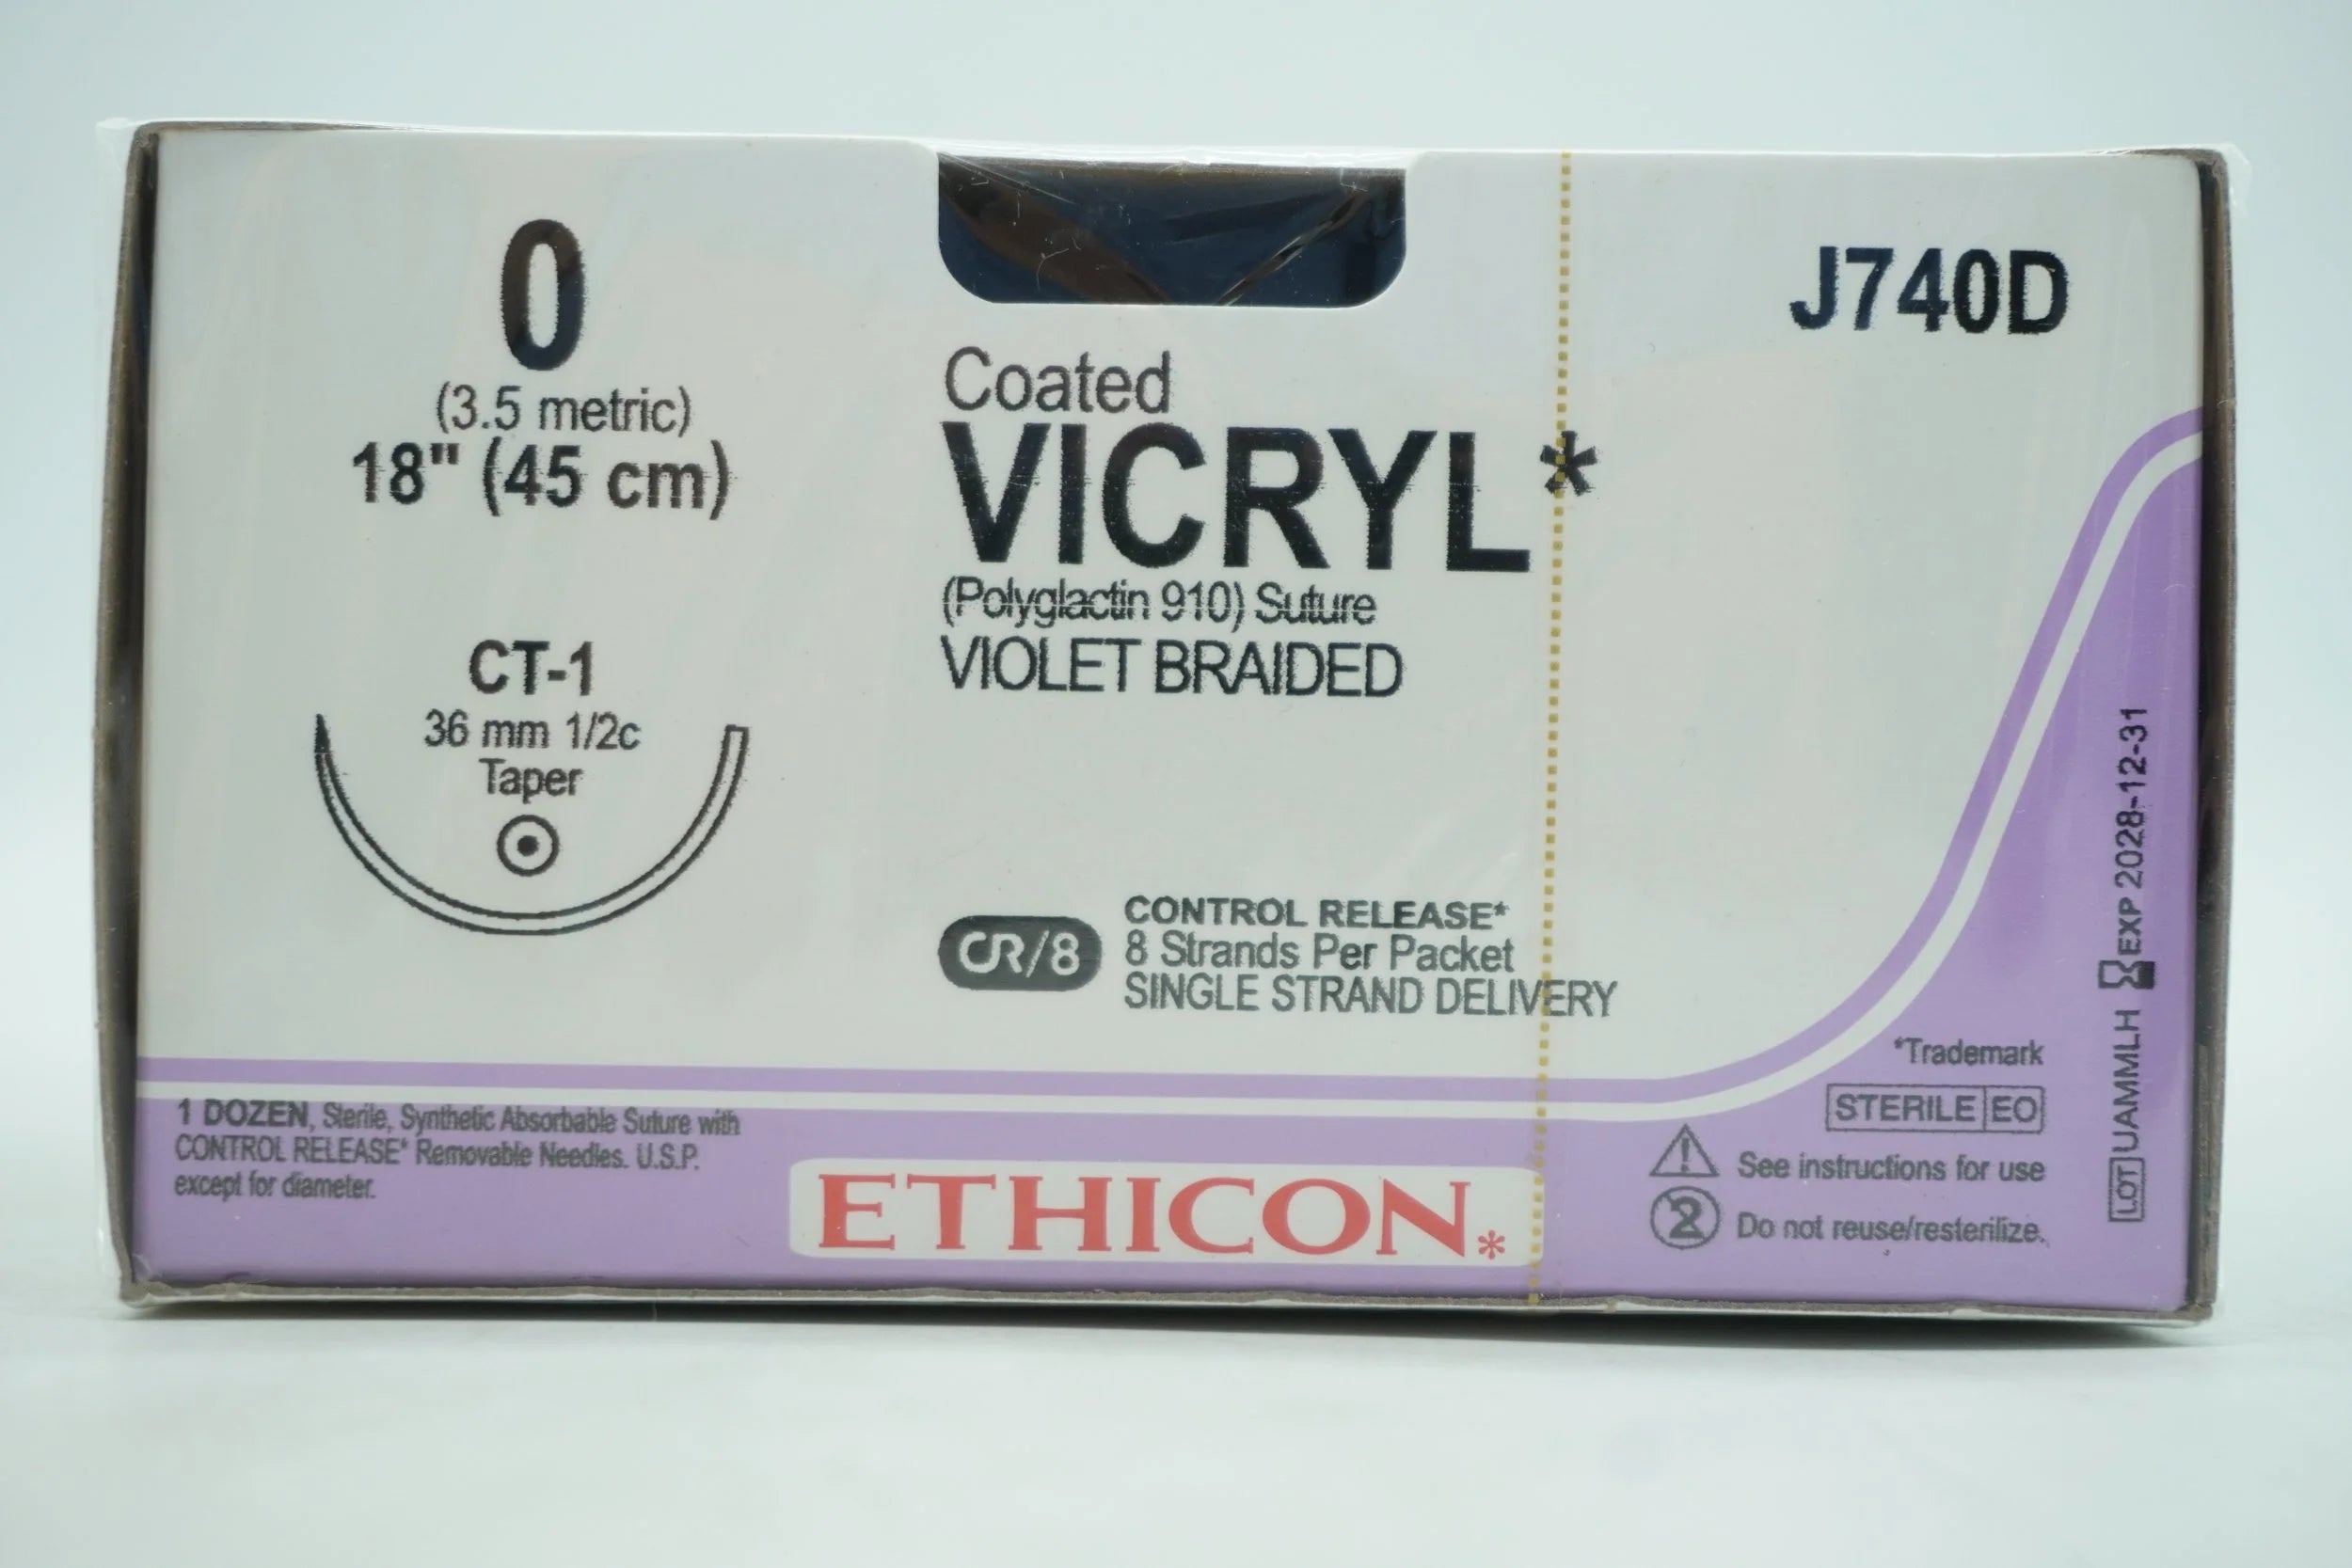 0
(3.5 metric)
18" (45 cm)
CT-1
36 mm 1/2c
Taper
Coated
VICRYL*
(Polyglactin 910) Suture
VIOLET BRAIDED
J740D
CR/8
CONTROL RELEASE*
8 Strands Per Packet
SINGLE STRAND DELIVERY
1 DOZEN, Sterile, Synthetic Absorbable Suture with
CONTROL RELEASE* Removable Needles. U.S.P.
except for diameter.
ETHICON*
*Trademark
STERILE EO
See instructions for use
2
Do not reuse/resterilize.
LOT UAMMLH EXP 2028-12-31